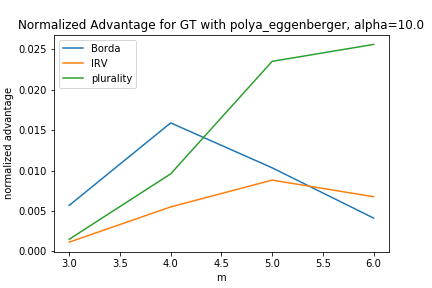 Normalized Advantage for GT with polya_eggenberger, alpha=10.0
Borda
IRV
plurality
normalized advantage
0.025
0.020
0.015
0.010
0.005
0.000
3.0 3.5 4.0 4.5 5.0 5.5 6.0
m